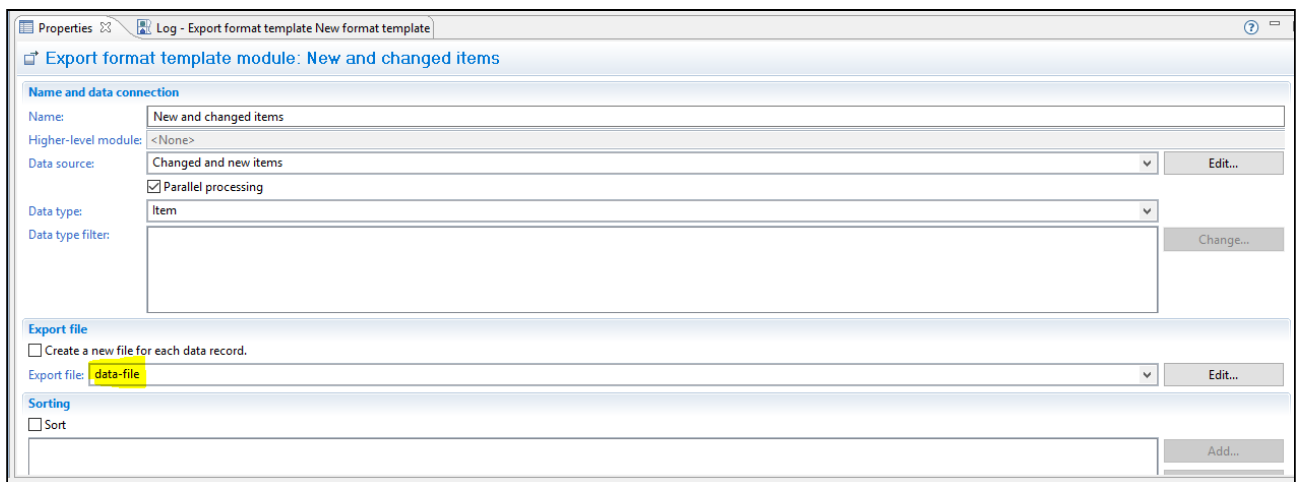 Properties Log - Export format template New format template
Export format template module: New and changed items
Name and data connection
Name: New and changed items
Higher-level module: <None>
Data source: Changed and new items Edit...
Parallel processing
Data type: Item
Data type filter: Change...
Export file
Create a new file for each data record.
Export file: data-file Edit...
Sorting
Sort
Add...